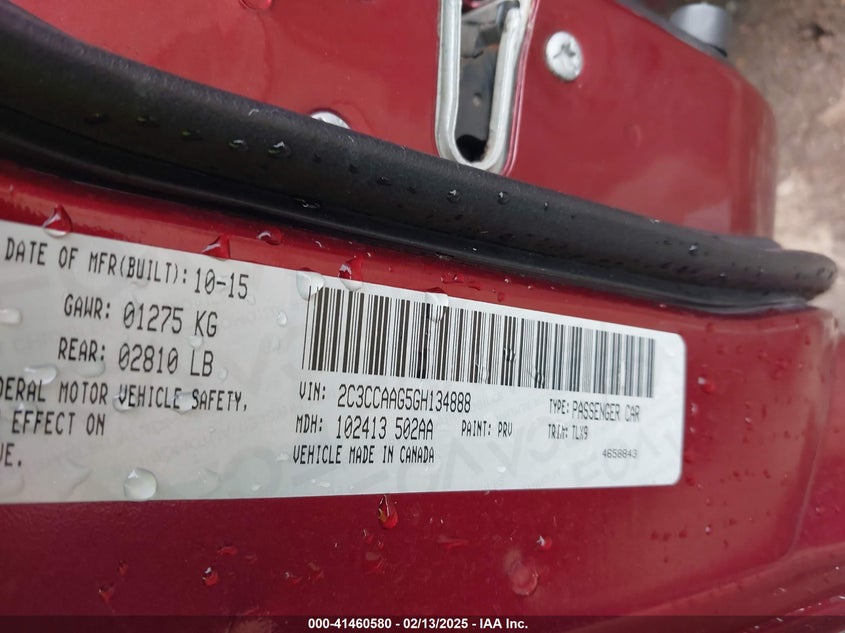 DATE OF MFR(BUILT): 10-15
GAWR: 01275 KG
REAR: 02810 LB
DERAL MOTOR VEHICLE SAFETY,
EFFECT ON
VE.
VIN: 2C3CCAAG5GH134888
TYPE: PASSENGER CAR
MDH: 102413 502AA
PAINT: PRV
TRIM: TLX9
VEHICLE MADE IN CANADA
4658843
000-41460580 - 02/13/2025 - IAA Inc.